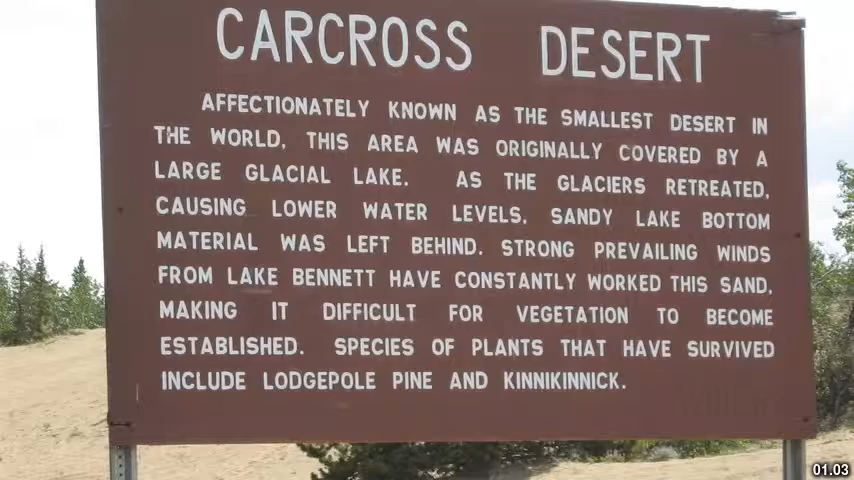 CARCROSS DESERT
AFFECTIONATELY KNOWN AS THE SMALLEST DESERT IN
THE WORLD, THIS AREA WAS ORIGINALLY COVERED BY A
LARGE GLACIAL LAKE. AS THE GLACIERS RETREATED,
CAUSING LOWER WATER LEVELS, SANDY LAKE BOTTOM
MATERIAL WAS LEFT BEHIND. STRONG PREVAILING WINDS
FROM LAKE BENNETT HAVE CONSTANTLY WORKED THIS SAND,
MAKING IT DIFFICULT FOR VEGETATION TO BECOME
ESTABLISHED. SPECIES OF PLANTS THAT HAVE SURVIVED
INCLUDE LODGEPOLE PINE AND KINNIKINNICK.
01.03